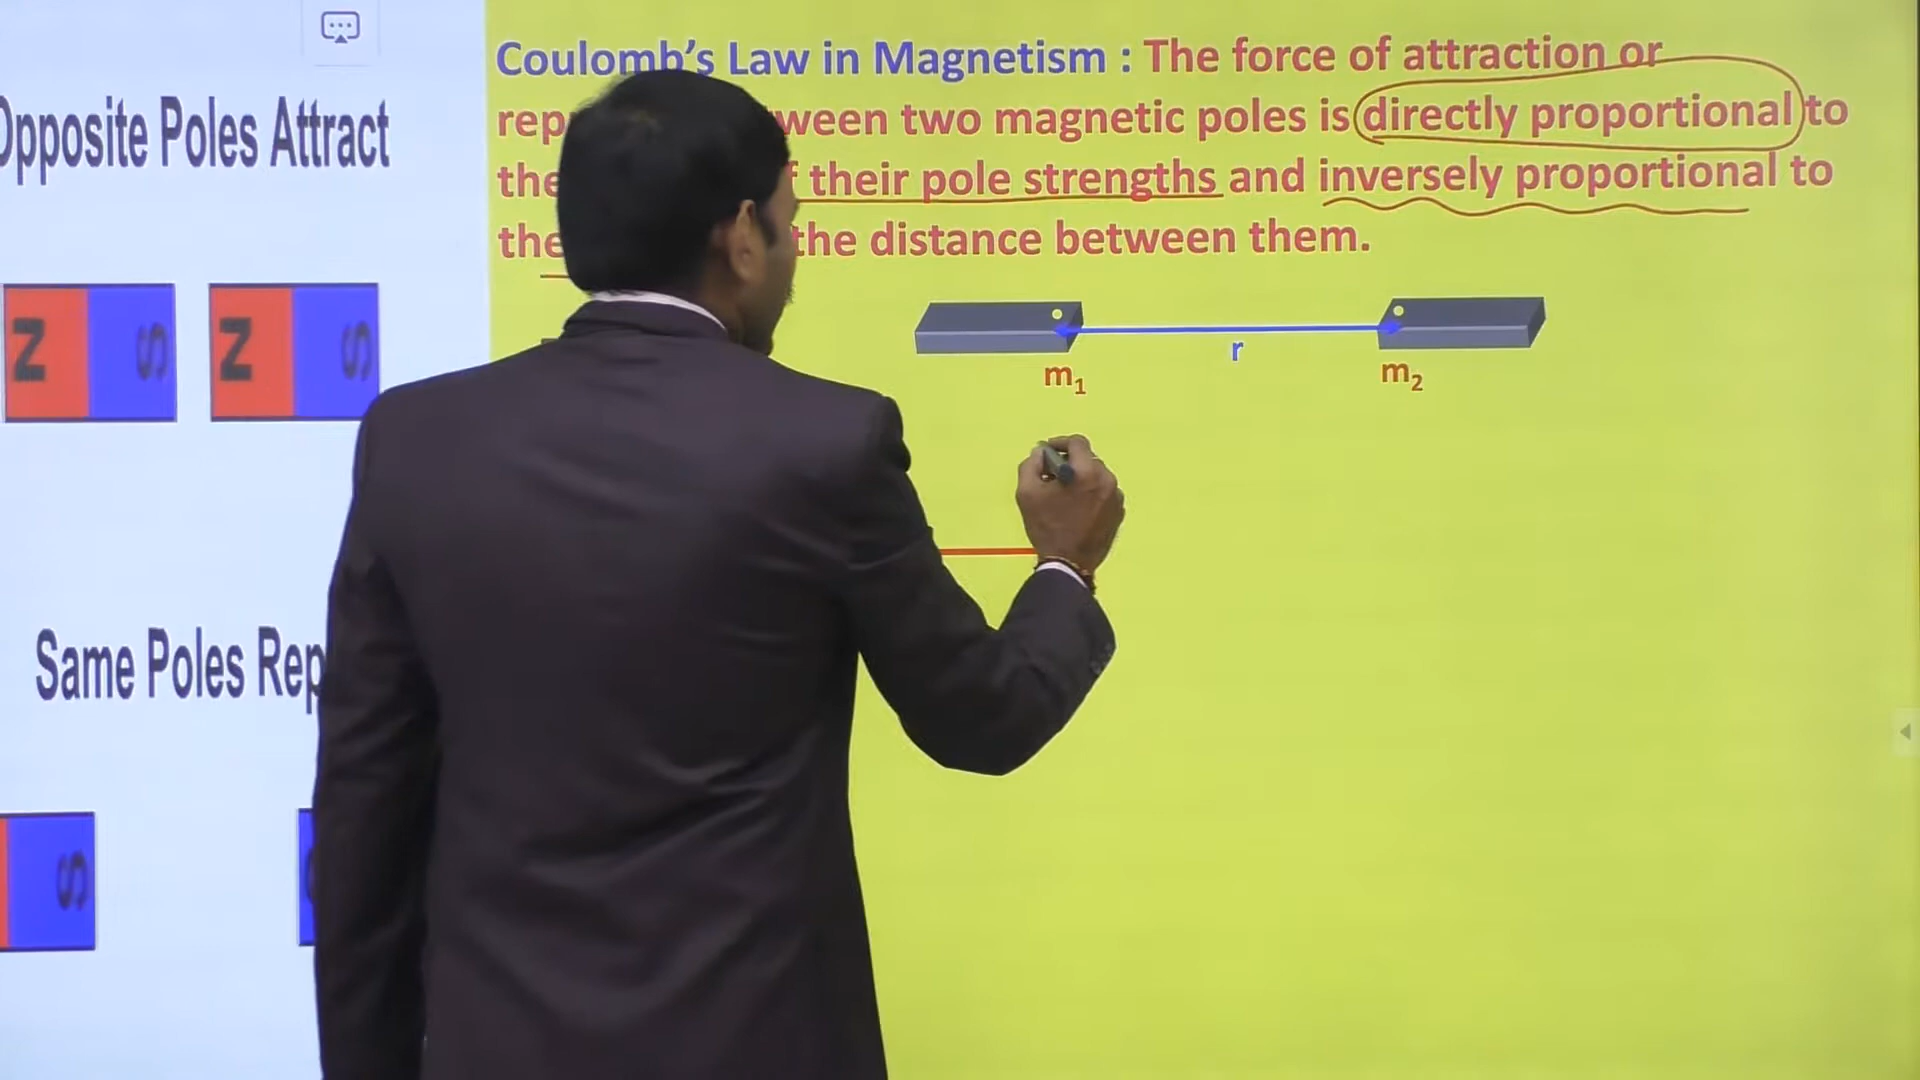 Opposite Poles Attract
N S N S
Same Poles Rep
S
Coulomb's Law in Magnetism : The force of attraction or
rep ween two magnetic poles is directly proportional to
the f their pole strengths and inversely proportional to
the the distance between them.
r
m₁ m₂